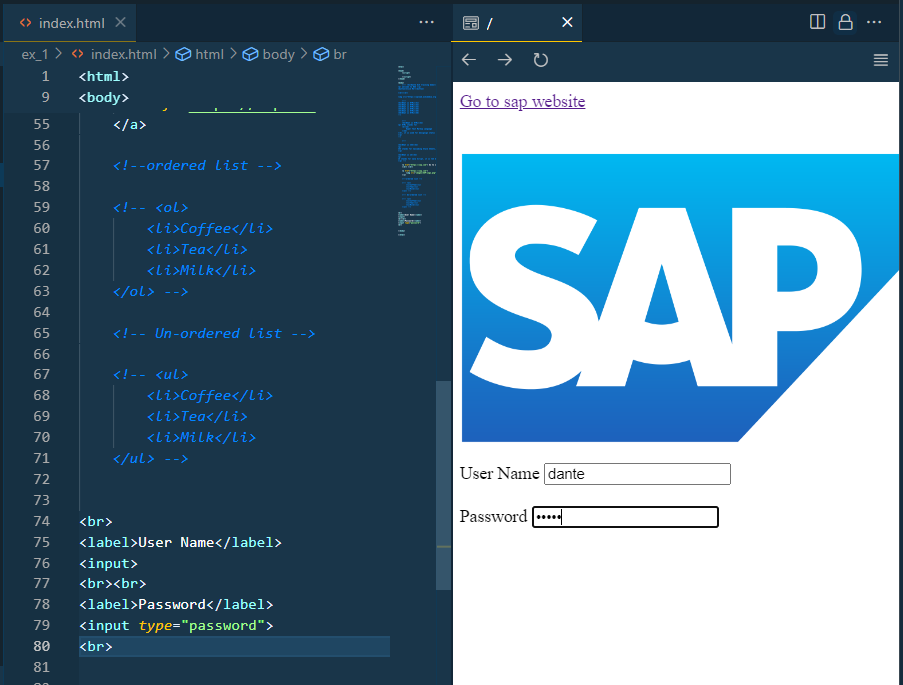 index.html
ex_1 > index.html > html > body > br
1 <html>
9 <body>
55 </a>
56
57 <!--ordered list -->
58
59 <!-- <ol>
60 <li>Coffee</li>
61 <li>Tea</li>
62 <li>Milk</li>
63 </ol> -->
64
65 <!-- Un-ordered list -->
66
67 <!-- <ul>
68 <li>Coffee</li>
69 <li>Tea</li>
70 <li>Milk</li>
71 </ul> -->
72
73
74 <br>
75 <label>User Name</label>
76 <input>
77 <br><br>
78 <label>Password</label>
79 <input type="password">
80 <br>
81
/
Go to sap website
SAP
User Name dante
Password •••••